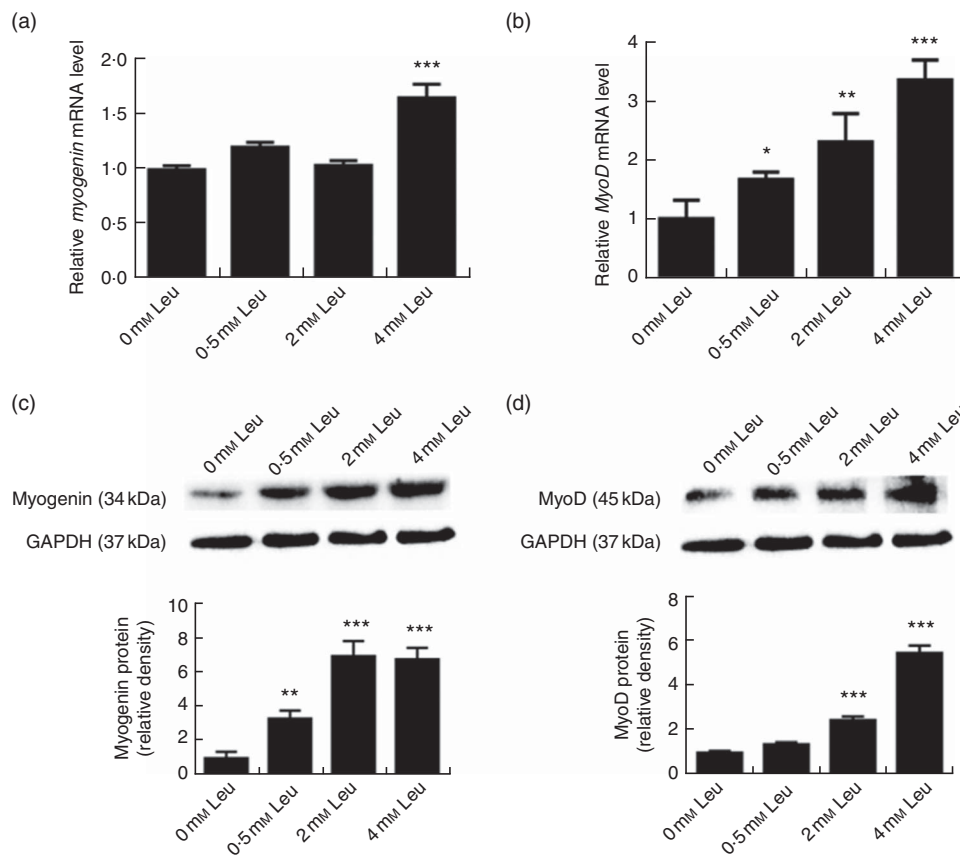 (a)
Relative myogenin mRNA level
2·0
1·5
1·0
0·5
0·0
***
0 mM Leu
0·5 mM Leu
2 mM Leu
4 mM Leu
(b)
Relative MyoD mRNA level
4
3
2
1
0
*
**
***
0 mM Leu
0·5 mM Leu
2 mM Leu
4 mM Leu
(c)
0 mM Leu
0·5 mM Leu
2 mM Leu
4 mM Leu
Myogenin (34 kDa)
GAPDH (37 kDa)
Myogenin protein
(relative density)
10
8
6
4
2
0
**
***
***
0 mM Leu
0·5 mM Leu
2 mM Leu
4 mM Leu
(d)
0 mM Leu
0·5 mM Leu
2 mM Leu
4 mM Leu
MyoD (45 kDa)
GAPDH (37 kDa)
MyoD protein
(relative density)
8
6
4
2
0
***
***
0 mM Leu
0·5 mM Leu
2 mM Leu
4 mM Leu